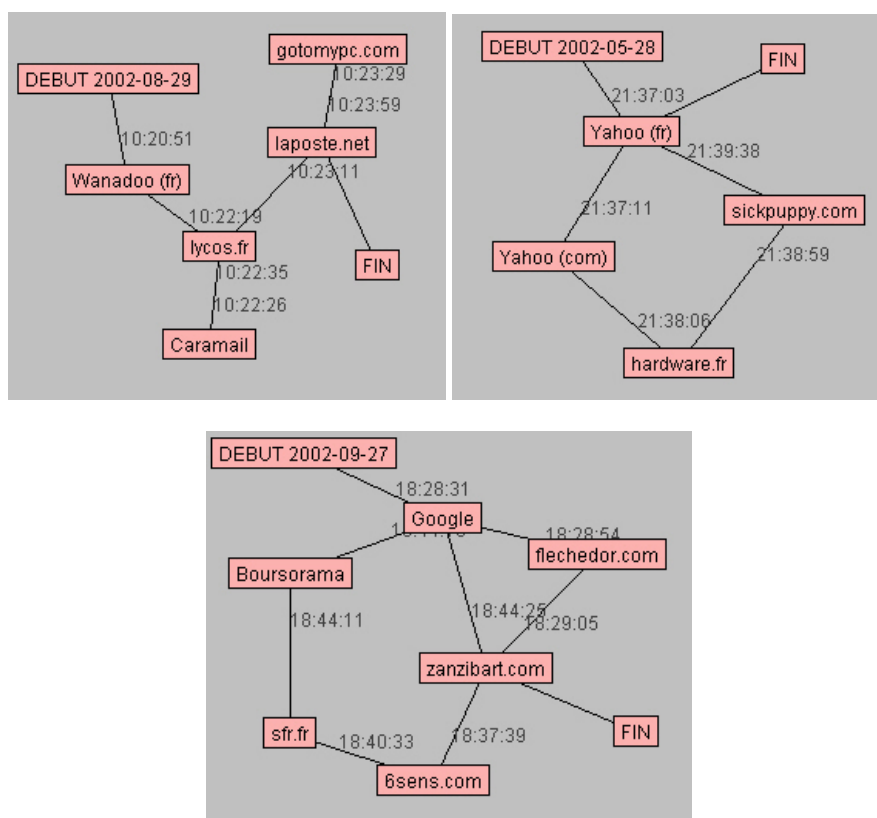 gotomypc.com
DEBUT 2002-08-29
10:23:29
10:23:59
10:20:51
laposte.net
Wanadoo (fr)
10:23:11
10:22:19
lycos.fr
FIN
10:22:35
10:22:26
Caramail
DEBUT 2002-05-28
FIN
21:37:03
Yahoo (fr)
21:39:38
21:37:11
sickpuppy.com
Yahoo (com)
21:38:59
21:38:06
hardware.fr
DEBUT 2002-09-27
18:28:31
Google
18:28:54
flechedor.com
Boursorama
18:44:11
18:44:25
18:29:05
zanzibart.com
FIN
sfr.fr
18:40:33
18:37:39
6sens.com